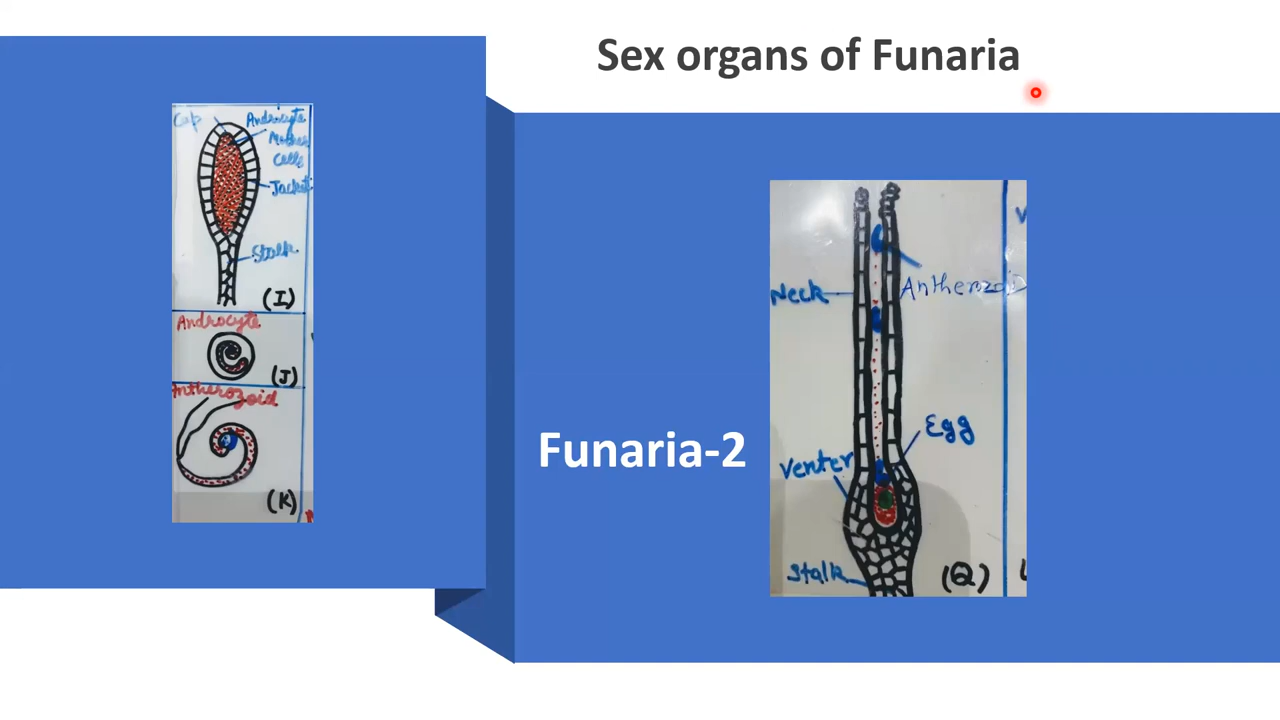 Sex organs of Funaria
Cap
Androcyte
Mother
Cells
Jacket
Stalk
(I)
Androcyte
(J)
Antherozoid
(K)
Funaria-2
Neck
Antherozoid
Egg
Venter
Stalk
(Q)